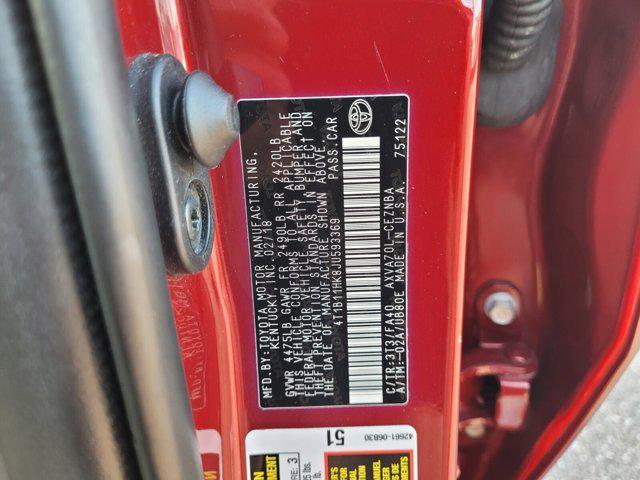 MFD.BY:TOYOTA MOTOR MANUFACTURING,
KENTUCKY, INC. 02/18
GVWR 4475LB GAWR FR 2490LB RR 2420LB
THIS VEHICLE CONFORMS TO ALL APPLICABLE
FEDERAL MOTOR VEHICLE SAFETY, BUMPER AND
THEFT PREVENTION STANDARDS IN EFFECT ON
THE DATE OF MANUFACTURE SHOWN ABOVE.
4T1B11HK8JU593369 PASS.CAR
C/TR:3T3/FA40 AXVA70L-CEZNBA
A/TM:-02A/UB80E MADE IN U.S.A. 75122
51
42661-06B30